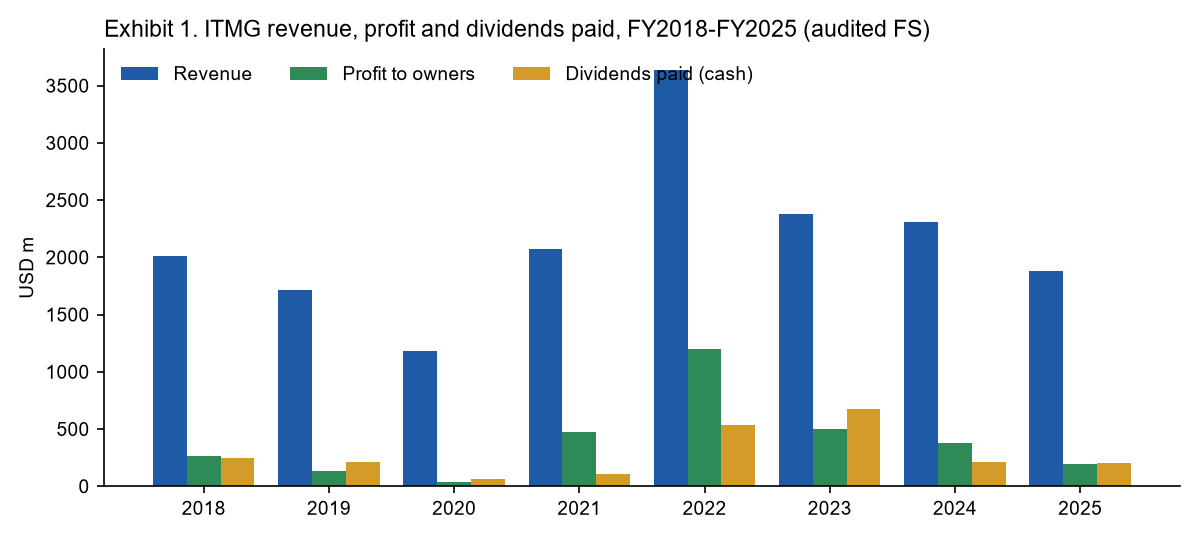 Exhibit 1. ITMG revenue, profit and dividends paid, FY2018-FY2025 (audited FS)
Revenue Profit to owners Dividends paid (cash)
USD m
3500
3000
2500
2000
1500
1000
500
0
2018 2019 2020 2021 2022 2023 2024 2025